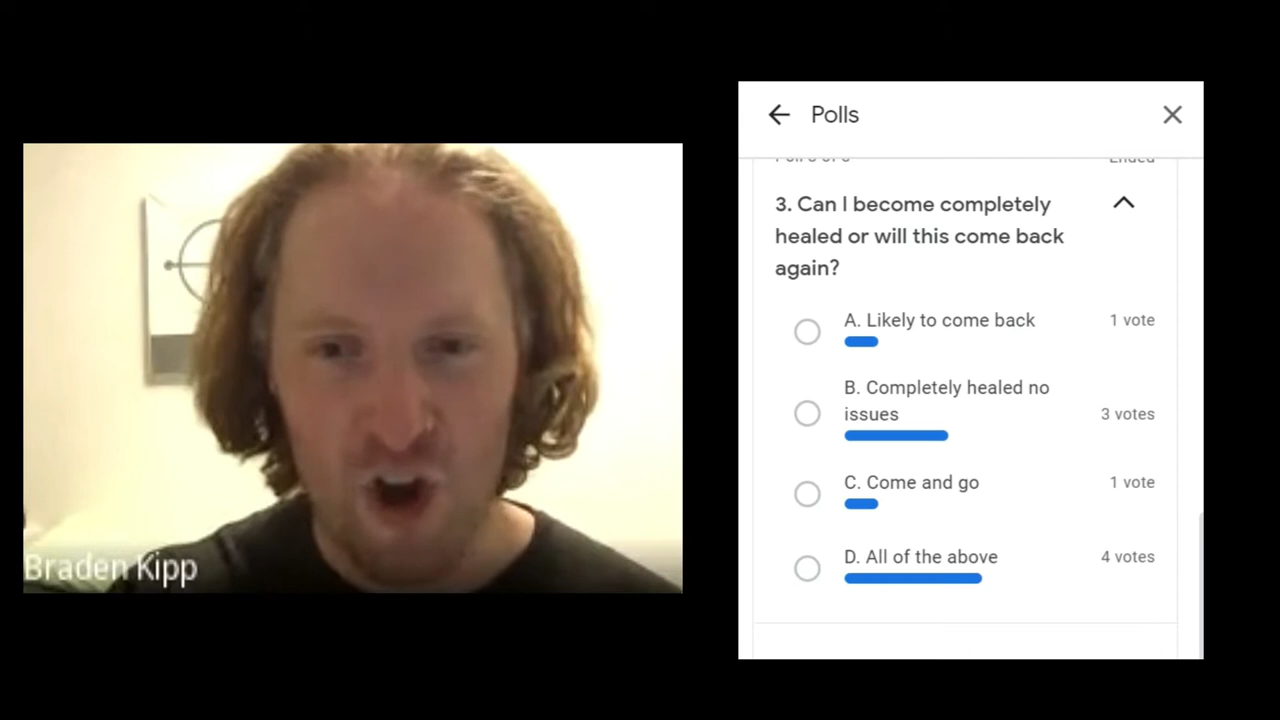 Polls
Ended
3. Can I become completely
healed or will this come back
again?
A. Likely to come back
1 vote
B. Completely healed no
issues
3 votes
C. Come and go
1 vote
D. All of the above
4 votes
Braden Kipp